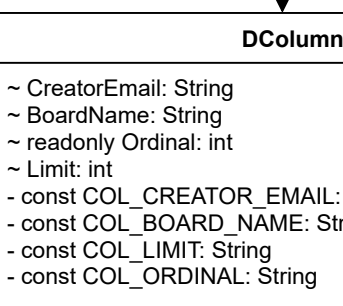 DColumn
~ CreatorEmail: String
~ BoardName: String
~ readonly Ordinal: int
~ Limit: int
- const COL_CREATOR_EMAIL:
- const COL_BOARD_NAME: Str
- const COL_LIMIT: String
- const COL_ORDINAL: String